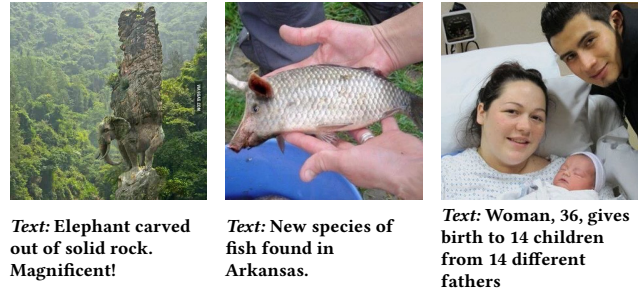 Text: Elephant carved
out of solid rock.
Magnificent!
Text: New species of
fish found in
Arkansas.
Text: Woman, 36, gives
birth to 14 children
from 14 different
fathers